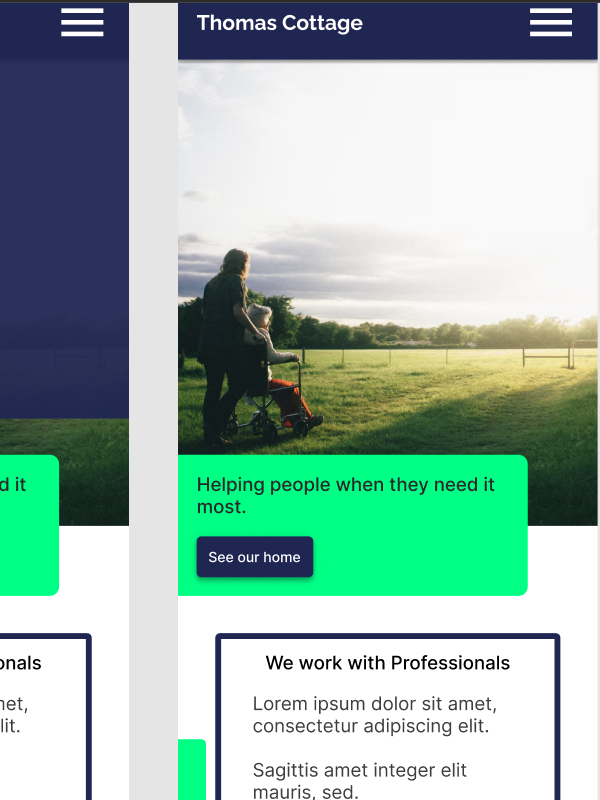 Thomas Cottage
d it
Helping people when they need it
most.
See our home
onals
We work with Professionals
net,
lit.
Lorem ipsum dolor sit amet,
consectetur adipiscing elit.
Sagittis amet integer elit
mauris, sed.